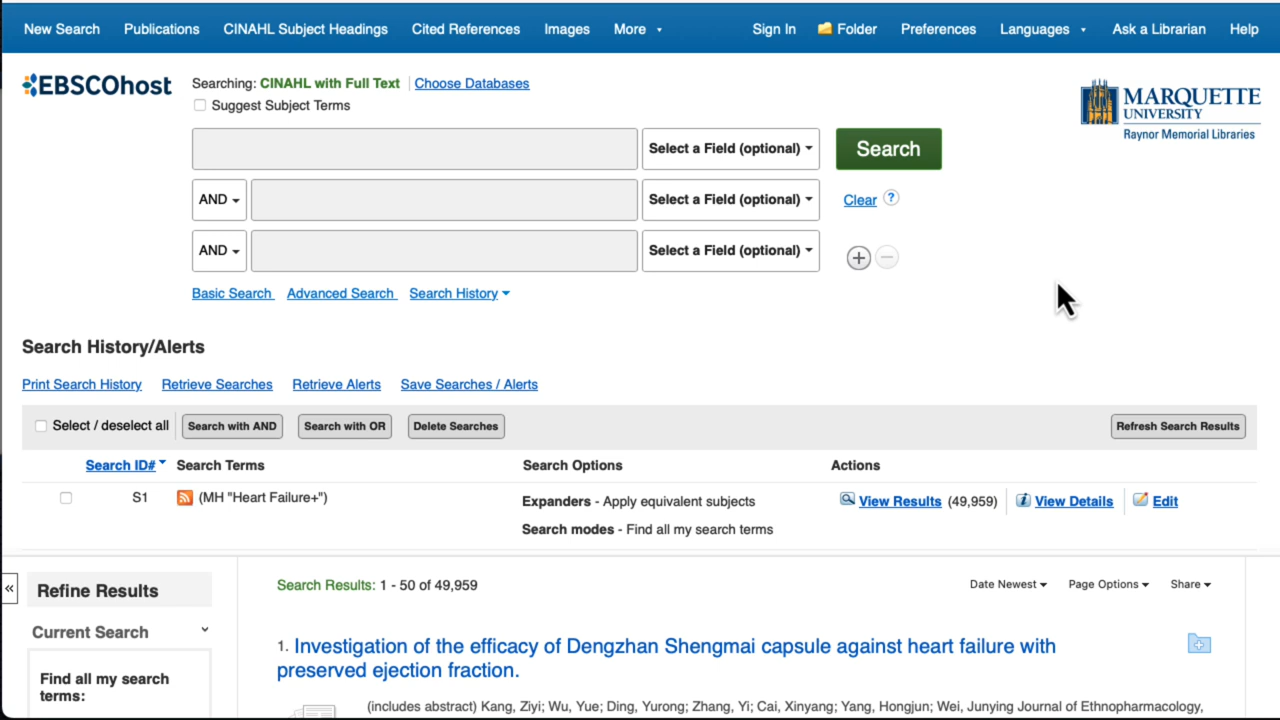 New Search Publications CINAHL Subject Headings Cited References Images More Sign In Folder Preferences Languages Ask a Librarian Help
EBSCOhost
Searching: CINAHL with Full Text Choose Databases
Suggest Subject Terms
MARQUETTE
UNIVERSITY
Raynor Memorial Libraries
Select a Field (optional) Search
AND Select a Field (optional) Clear ?
AND Select a Field (optional)
Basic Search Advanced Search Search History
Search History/Alerts
Print Search History Retrieve Searches Retrieve Alerts Save Searches / Alerts
Select / deselect all Search with AND Search with OR Delete Searches Refresh Search Results
Search ID# Search Terms Search Options Actions
S1 (MH "Heart Failure+") Expanders - Apply equivalent subjects View Results (49,959) View Details Edit
Search modes - Find all my search terms
Refine Results
Current Search
Find all my search
terms:
Search Results: 1 - 50 of 49,959 Date Newest Page Options Share
1. Investigation of the efficacy of Dengzhan Shengmai capsule against heart failure with
preserved ejection fraction.
(includes abstract) Kang, Ziyi; Wu, Yue; Ding, Yurong; Zhang, Yi; Cai, Xinyang; Yang, Hongjun; Wei, Junying Journal of Ethnopharmacology,